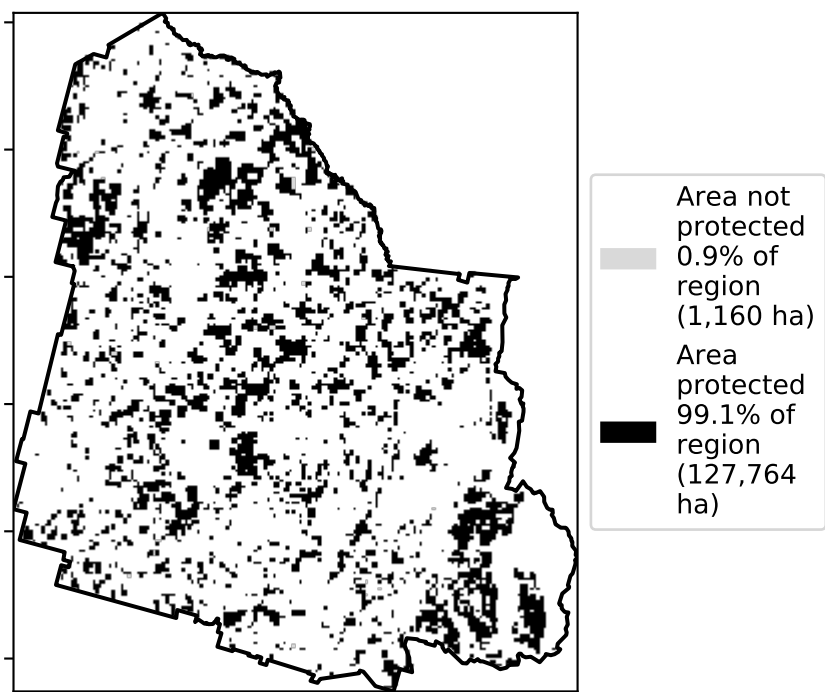 Area not
protected
0.9% of
region
(1,160 ha)
Area
protected
99.1% of
region
(127,764
ha)